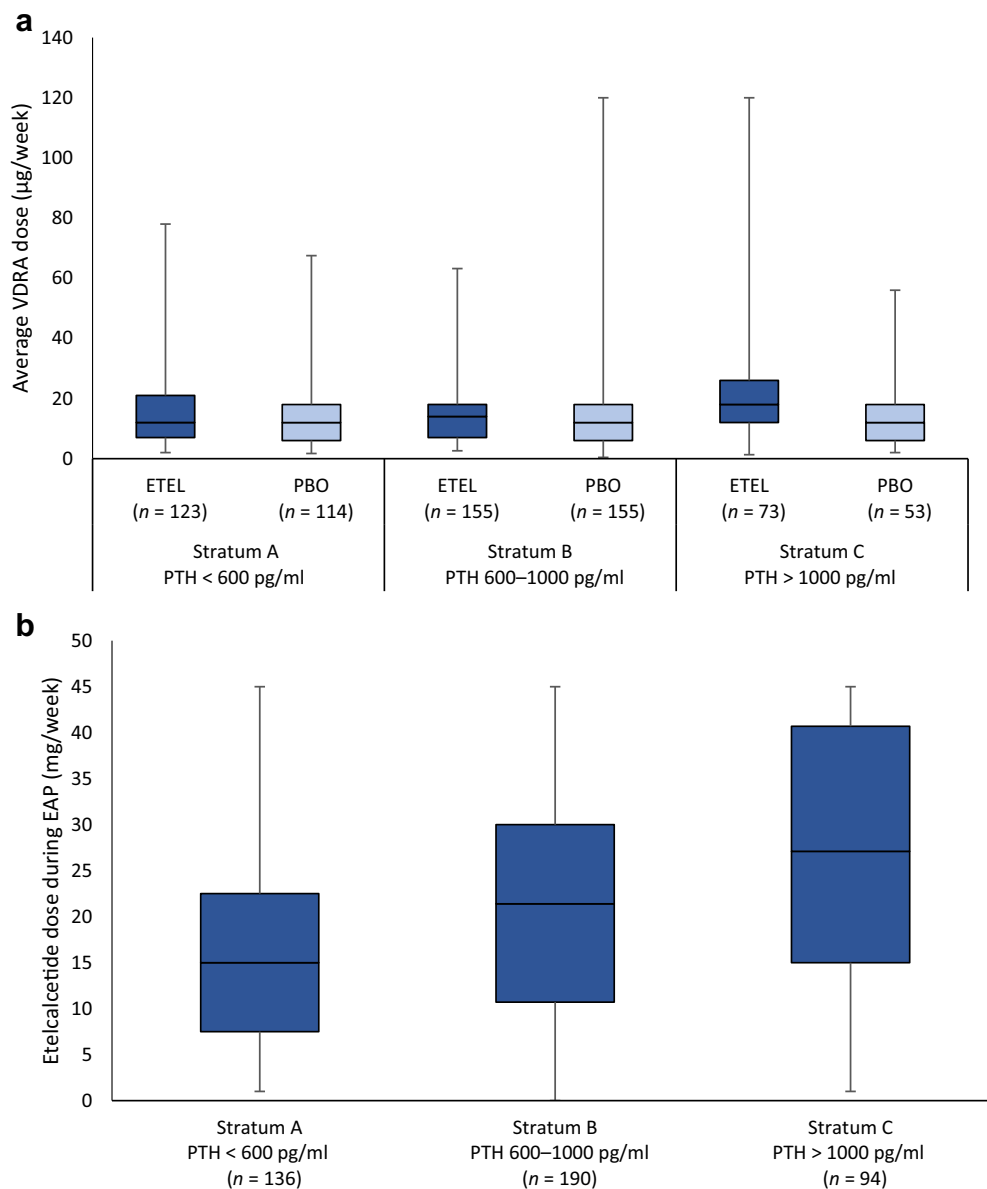 a
Average VDRA dose (µg/week)
140
120
100
80
60
40
20
0
ETEL PBO ETEL PBO ETEL PBO
(n = 123) (n = 114) (n = 155) (n = 155) (n = 73) (n = 53)
Stratum A Stratum B Stratum C
PTH < 600 pg/ml PTH 600–1000 pg/ml PTH > 1000 pg/ml
b
Etelcalcetide dose during EAP (mg/week)
50
45
40
35
30
25
20
15
10
5
0
Stratum A Stratum B Stratum C
PTH < 600 pg/ml PTH 600–1000 pg/ml PTH > 1000 pg/ml
(n = 136) (n = 190) (n = 94)